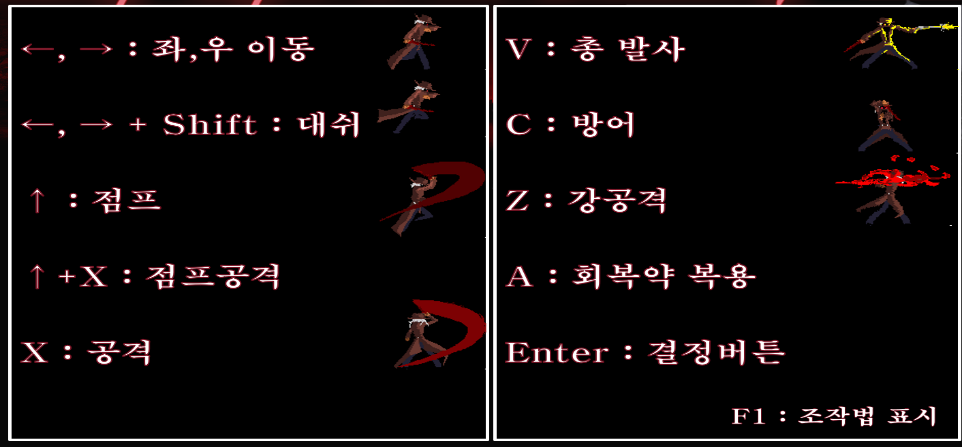 ←, → : 좌,우 이동
←, → + Shift : 대쉬
↑ : 점프
↑ +X : 점프공격
X : 공격
V : 총 발사
C : 방어
Z : 강공격
A : 회복약 복용
Enter : 결정버튼
F1 : 조작법 표시